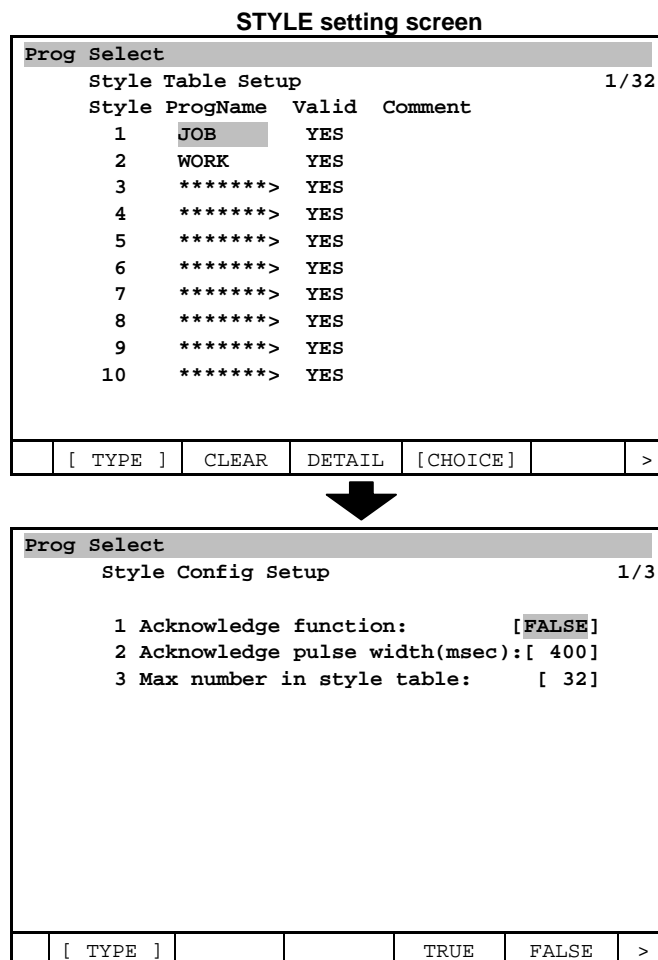 STYLE setting screen
Prog Select
Style Table Setup 1/32
Style ProgName Valid Comment
1 JOB YES
2 WORK YES
3 *******> YES
4 *******> YES
5 *******> YES
6 *******> YES
7 *******> YES
8 *******> YES
9 *******> YES
10 *******> YES
[ TYPE ] CLEAR DETAIL [CHOICE] >
Prog Select
Style Config Setup 1/3
1 Acknowledge function: [FALSE]
2 Acknowledge pulse width(msec):[ 400]
3 Max number in style table: [ 32]
[ TYPE ] TRUE FALSE >